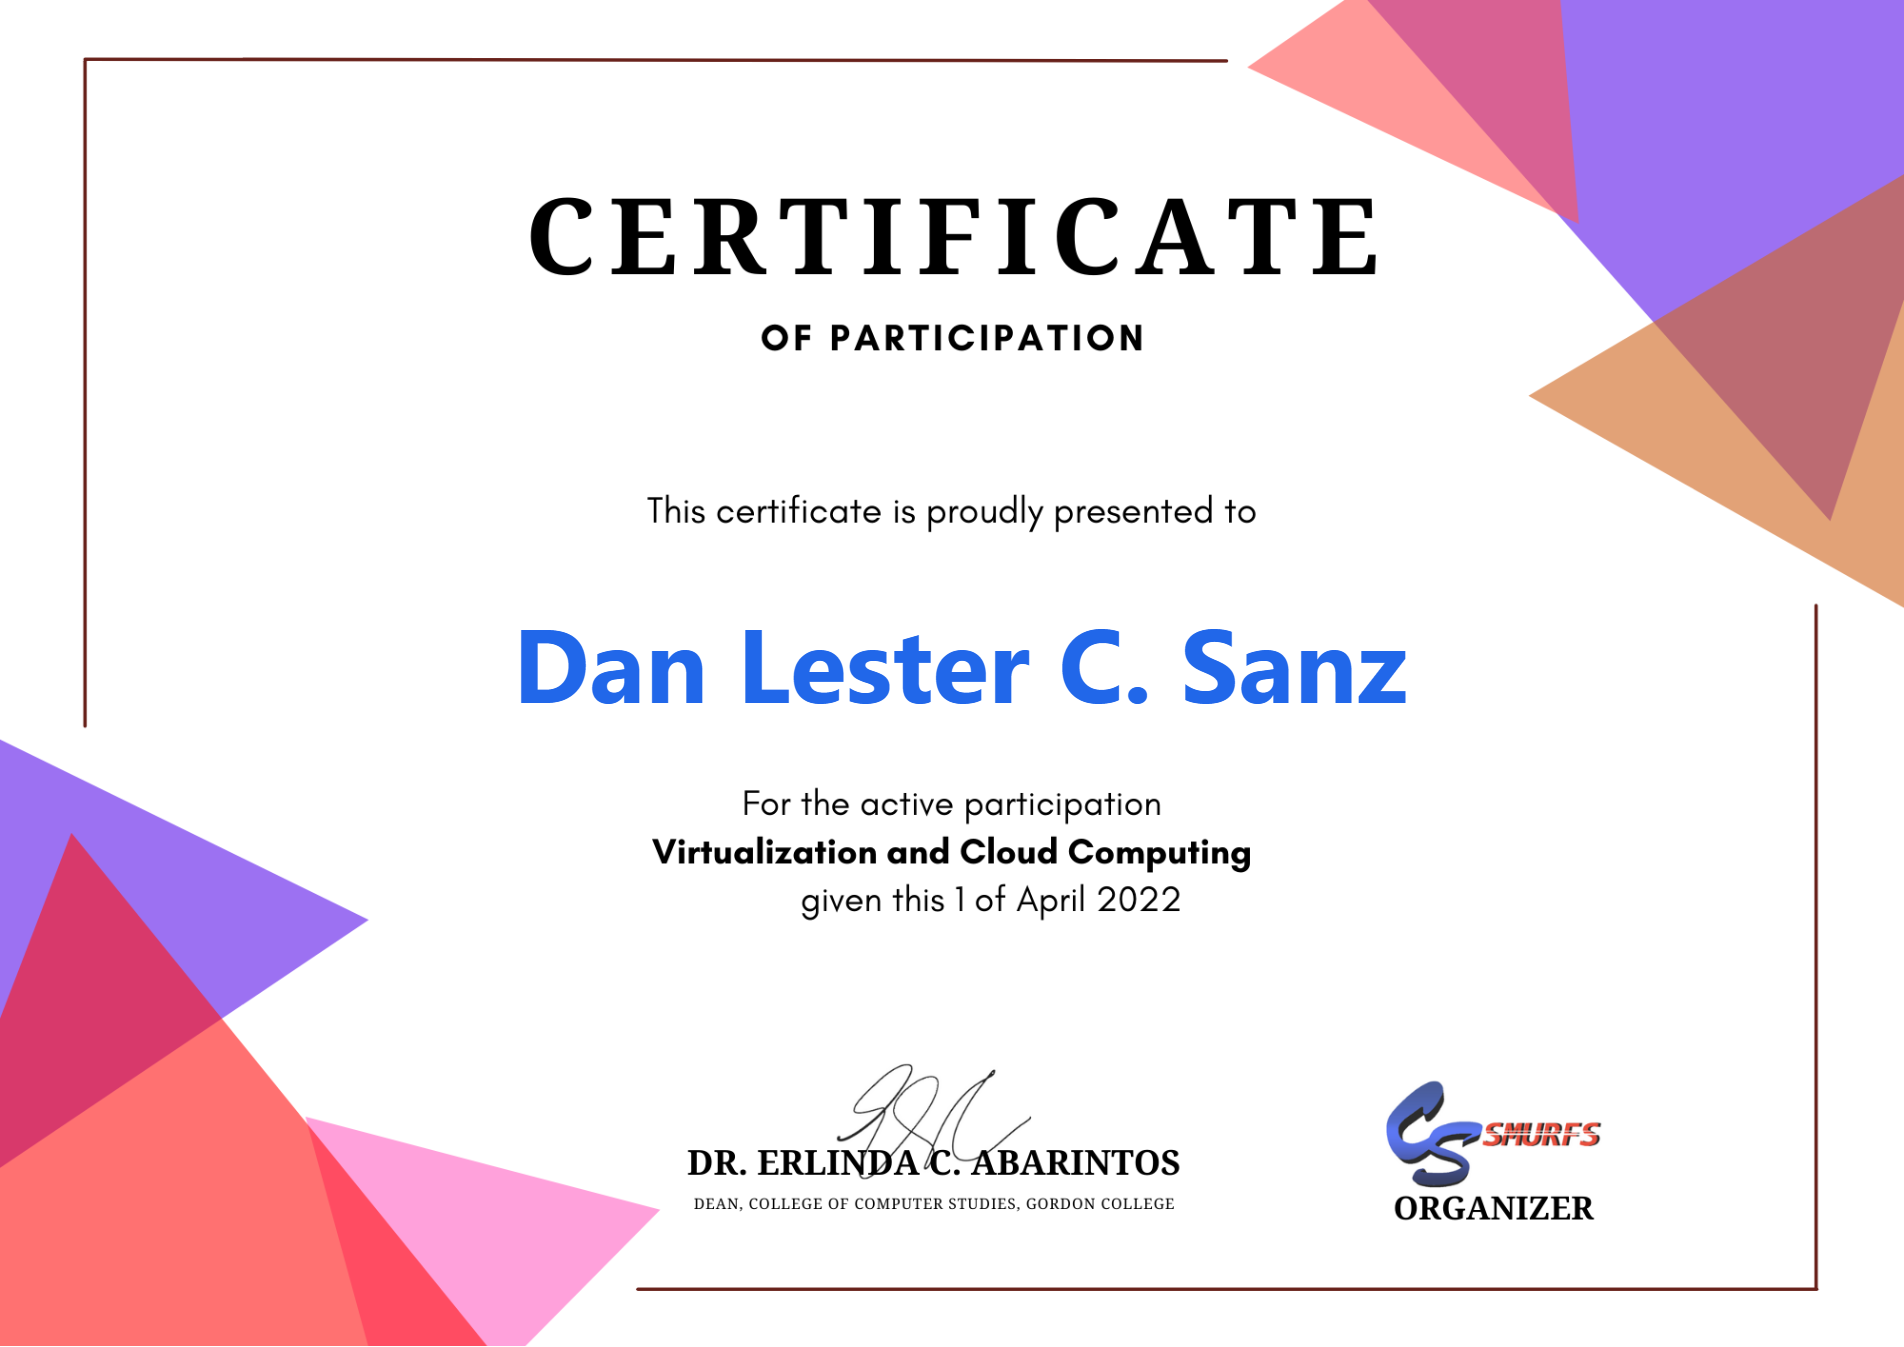 CERTIFICATE
OF PARTICIPATION
This certificate is proudly presented to
Dan Lester C. Sanz
For the active participation
Virtualization and Cloud Computing
given this 1 of April 2022
DR. ERLINDA C. ABARINTOS
DEAN, COLLEGE OF COMPUTER STUDIES, GORDON COLLEGE
CS SMURFS
ORGANIZER